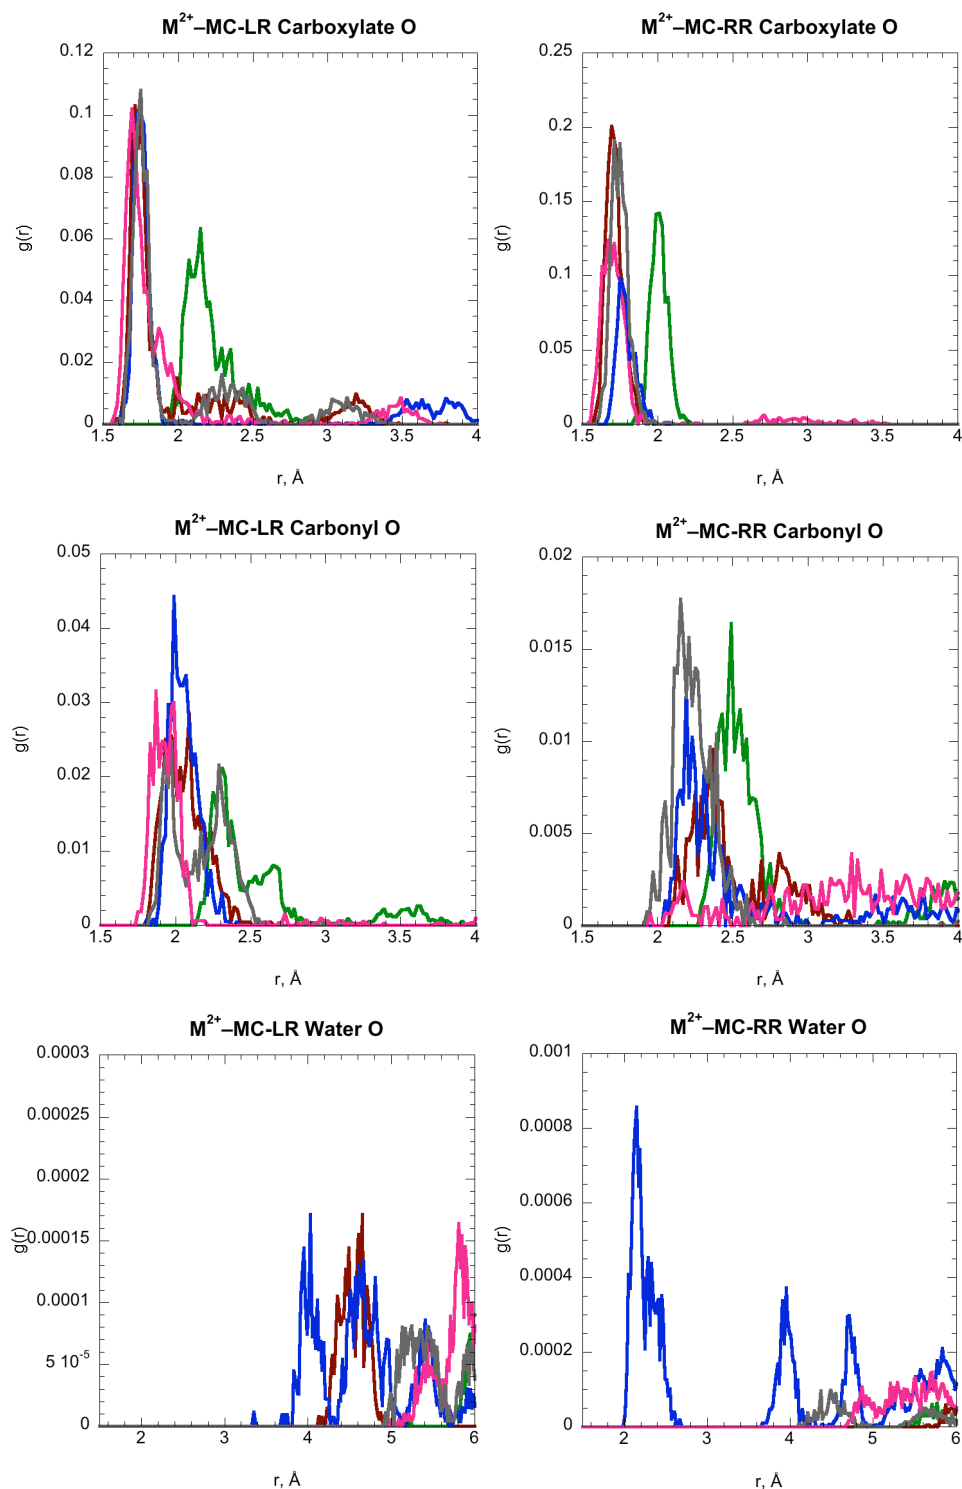 M²⁺–MC-LR Carboxylate O
0.12
0.1
0.08
0.06
0.04
0.02
0
g(r)
1.5 2 2.5 3 3.5 4
r, Å
M²⁺–MC-RR Carboxylate O
0.25
0.2
0.15
0.1
0.05
0
g(r)
1.5 2 2.5 3 3.5 4
r, Å
M²⁺–MC-LR Carbonyl O
0.05
0.04
0.03
0.02
0.01
0
g(r)
1.5 2 2.5 3 3.5 4
r, Å
M²⁺–MC-RR Carbonyl O
0.02
0.015
0.01
0.005
0
g(r)
1.5 2 2.5 3 3.5 4
r, Å
M²⁺–MC-LR Water O
0.0003
0.00025
0.0002
0.00015
0.0001
5 10⁻⁵
0
g(r)
2 3 4 5 6
r, Å
M²⁺–MC-RR Water O
0.001
0.0008
0.0006
0.0004
0.0002
0
g(r)
2 3 4 5 6
r, Å